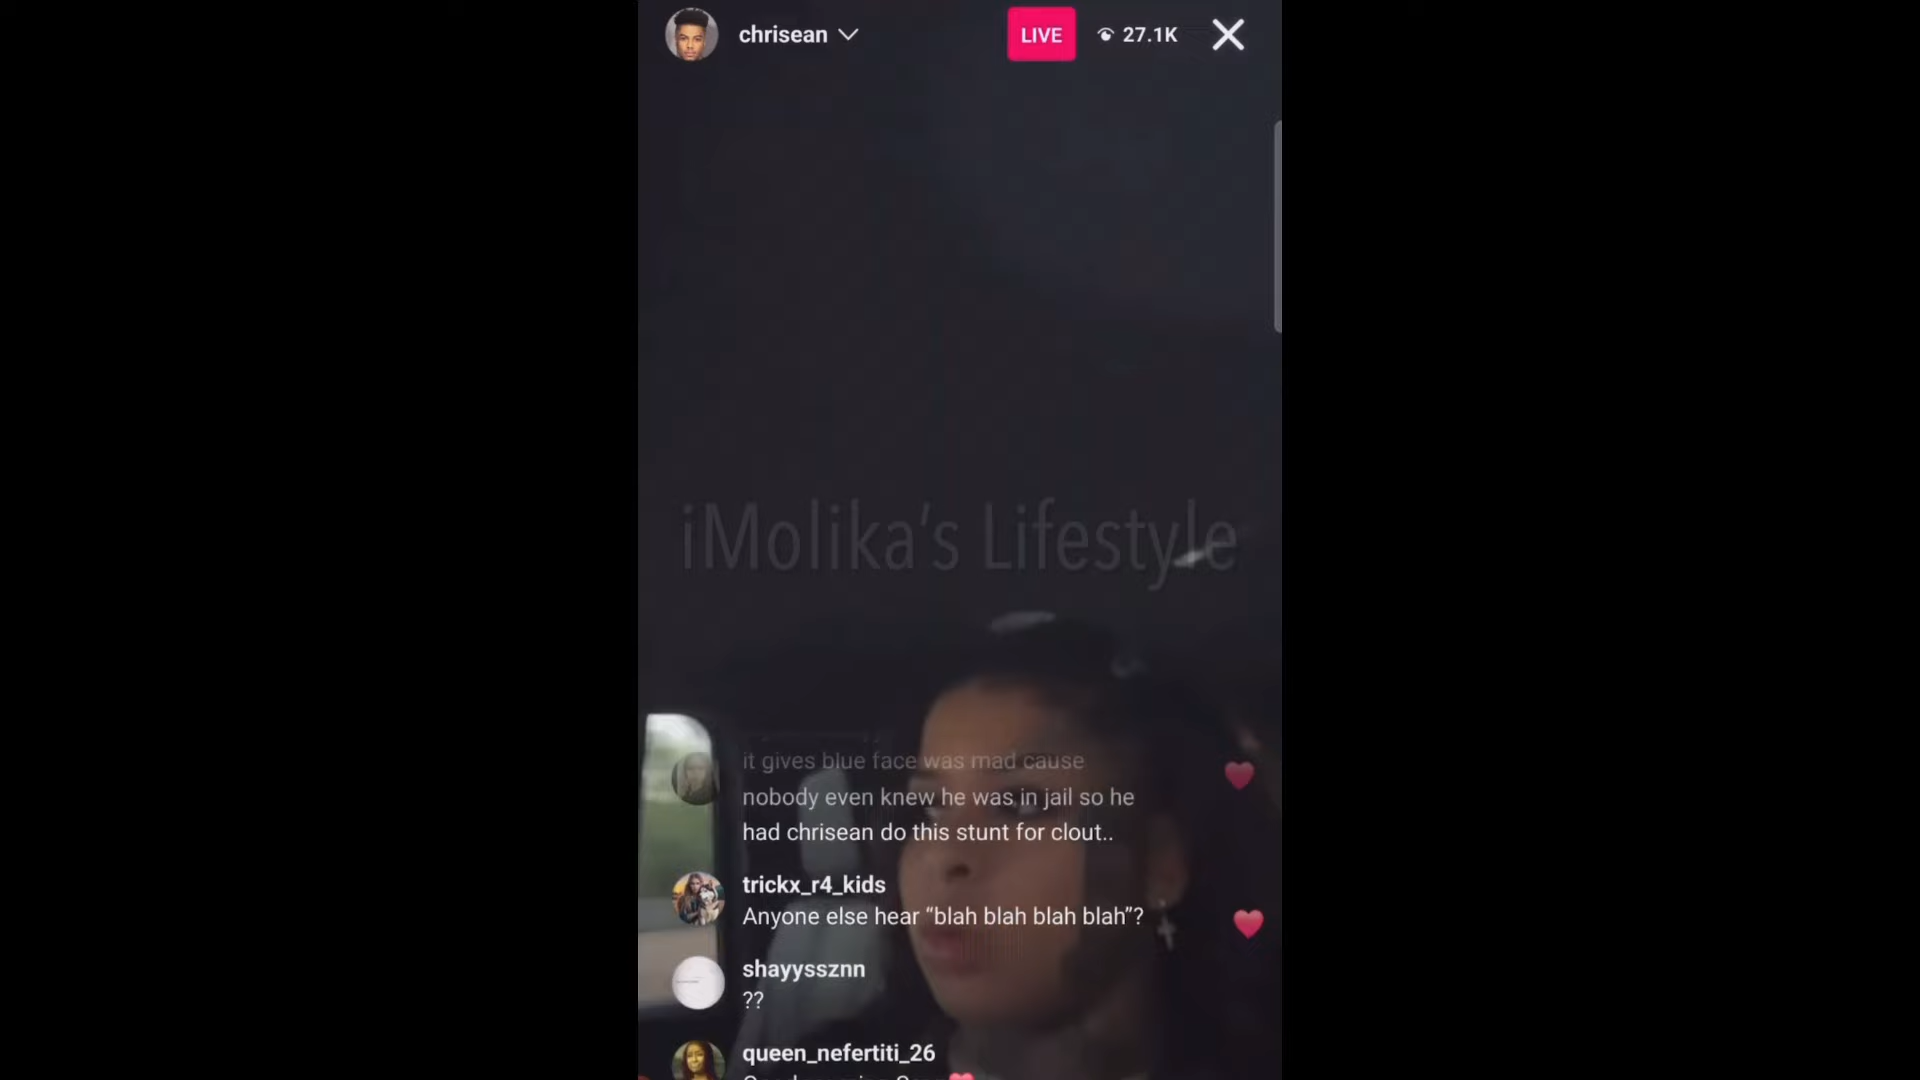 chrisean
LIVE
27.1K
iMolika's Lifestyle
it gives blue face was mad cause
nobody even knew he was in jail so he
had chrisean do this stunt for clout..
trickx_r4_kids
Anyone else hear “blah blah blah blah”?
shayyssznn
??
queen_nefertiti_26